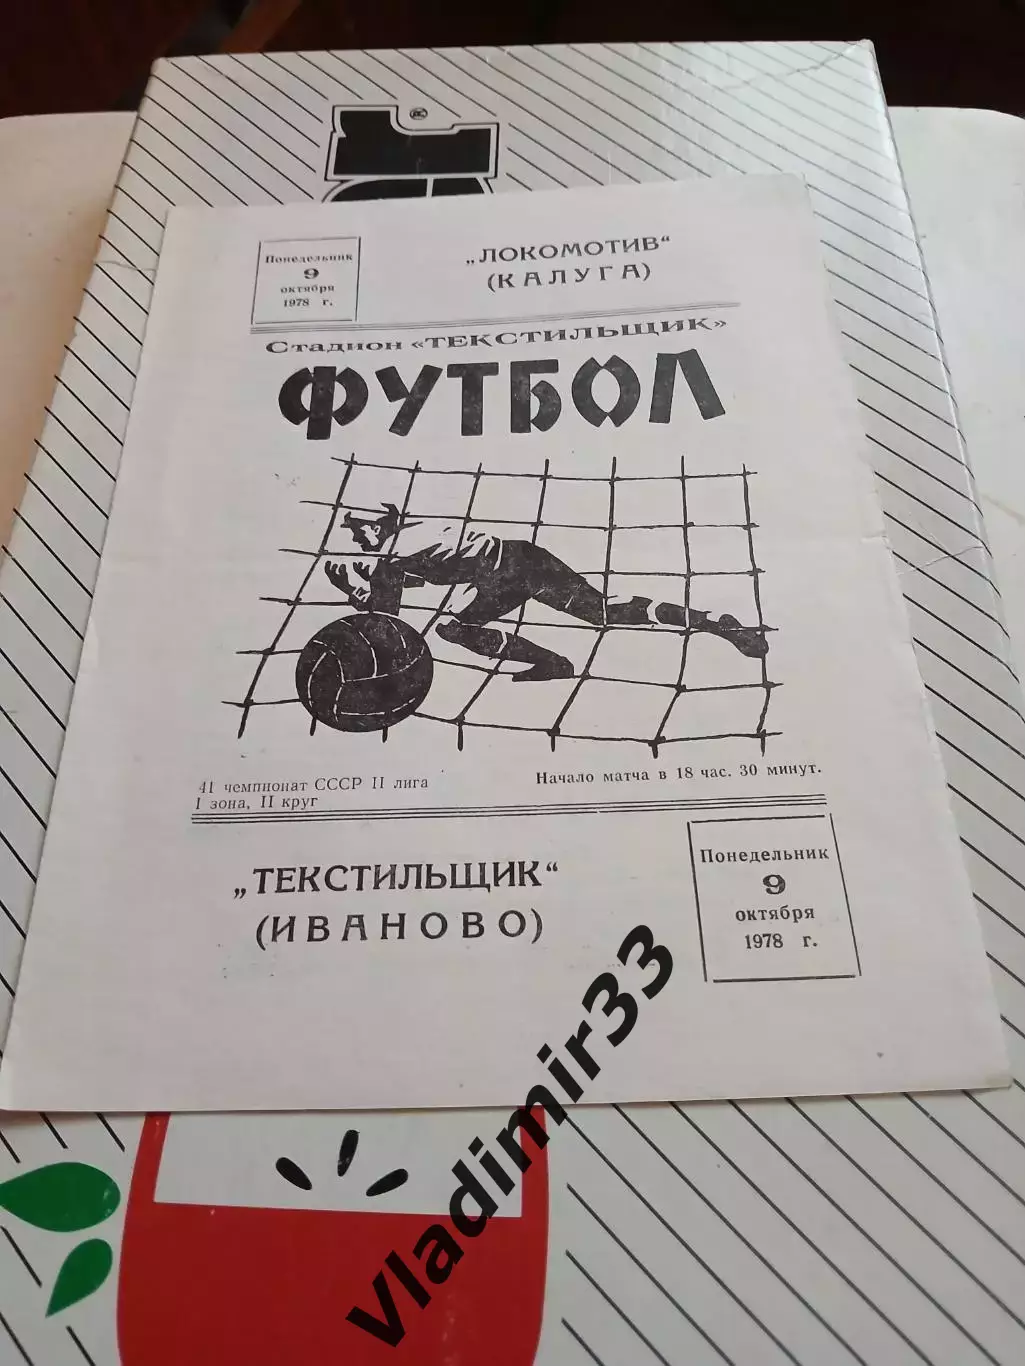 ®
Понедельник
9
октября
1978 г.
„ЛОКОМОТИВ“
(КАЛУГА)
Стадион «ТЕКСТИЛЬЩИК»
ФУТБОЛ
41 чемпионат СССР II лига
I зона, II круг
Начало матча в 18 час. 30 минут.
„ТЕКСТИЛЬЩИК“
(ИВАНОВО)
Понедельник
9
октября
1978 г.
Vladimir33